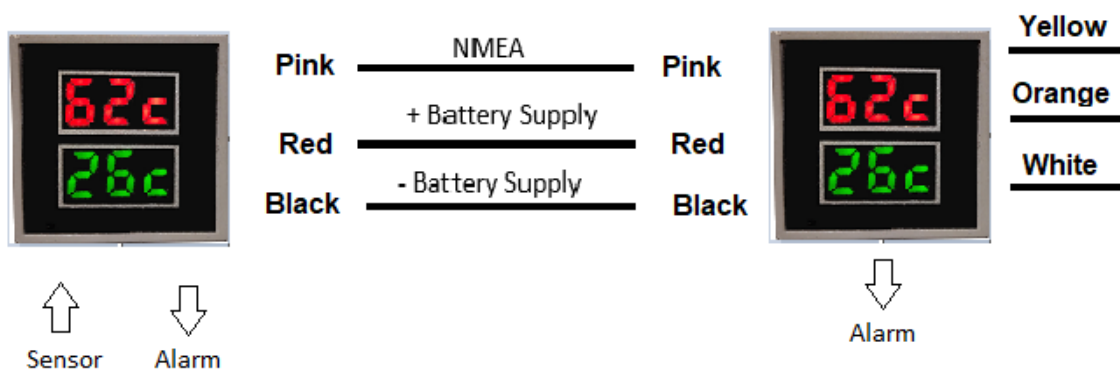 Yellow
NMEA
Pink
Pink
62c
62c
Orange
+ Battery Supply
Red
Red
26c
26c
White
- Battery Supply
Black
Black
Alarm
Sensor
Alarm